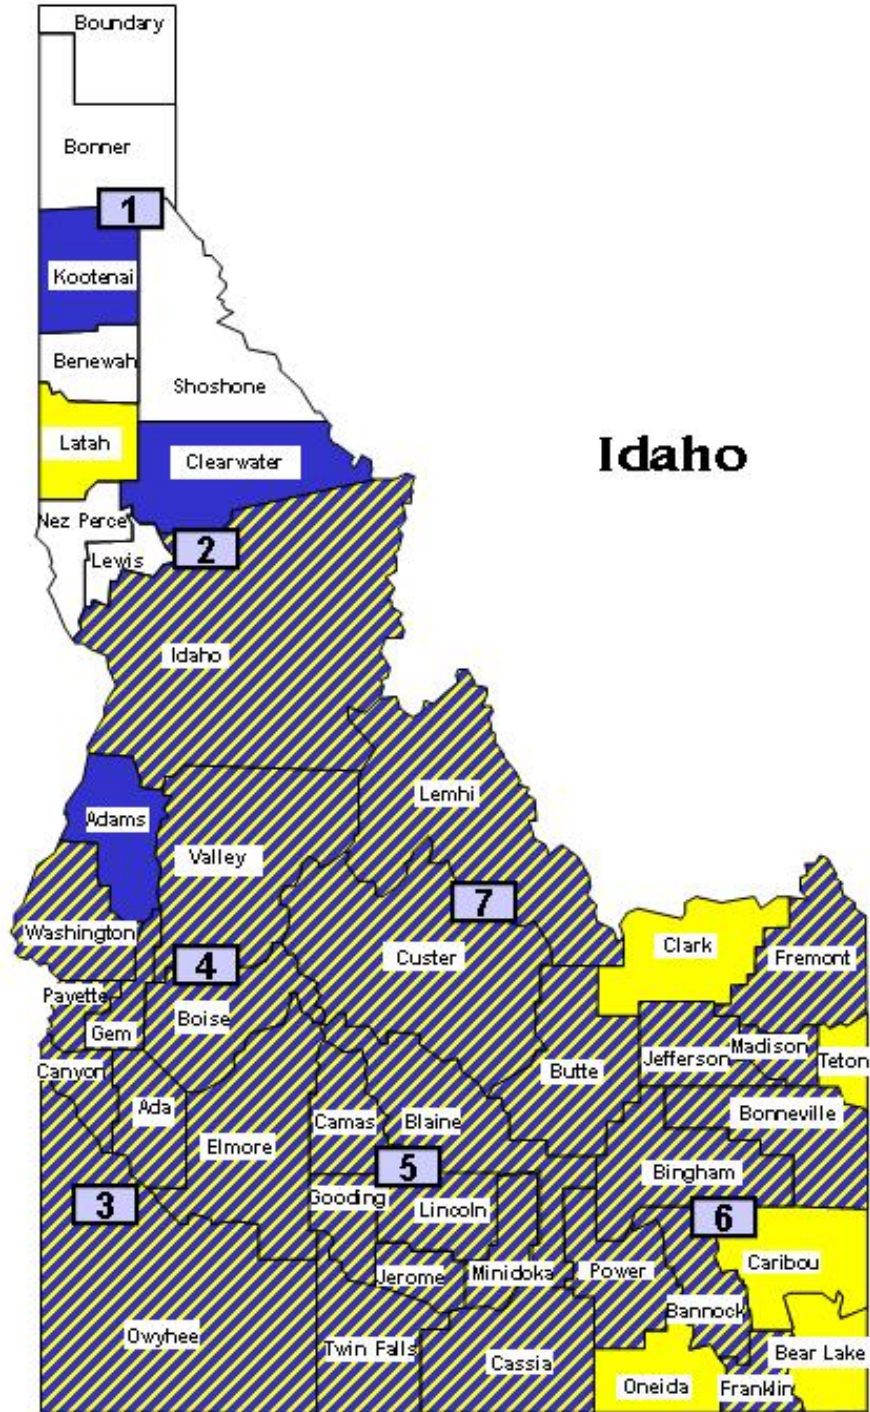 Boundary
Bonner
1
Kootenai
Benewah
Shoshone
Latah
Clearwater
Idaho
Nez Perce
Lewis
2
Idaho
Lemhi
Adams
Valley
7
Washington
Custer
Clark
Fremont
4
Payette
Boise
Gem
Canyon
Butte
Jefferson
Madison
Teton
Ada
Camas
Blaine
Bonneville
Elmore
5
Bingham
3
Gooding
Lincoln
6
Jerome
Minidoka
Power
Caribou
Bannock
Owyhee
Twin Falls
Cassia
Bear Lake
Oneida
Franklin